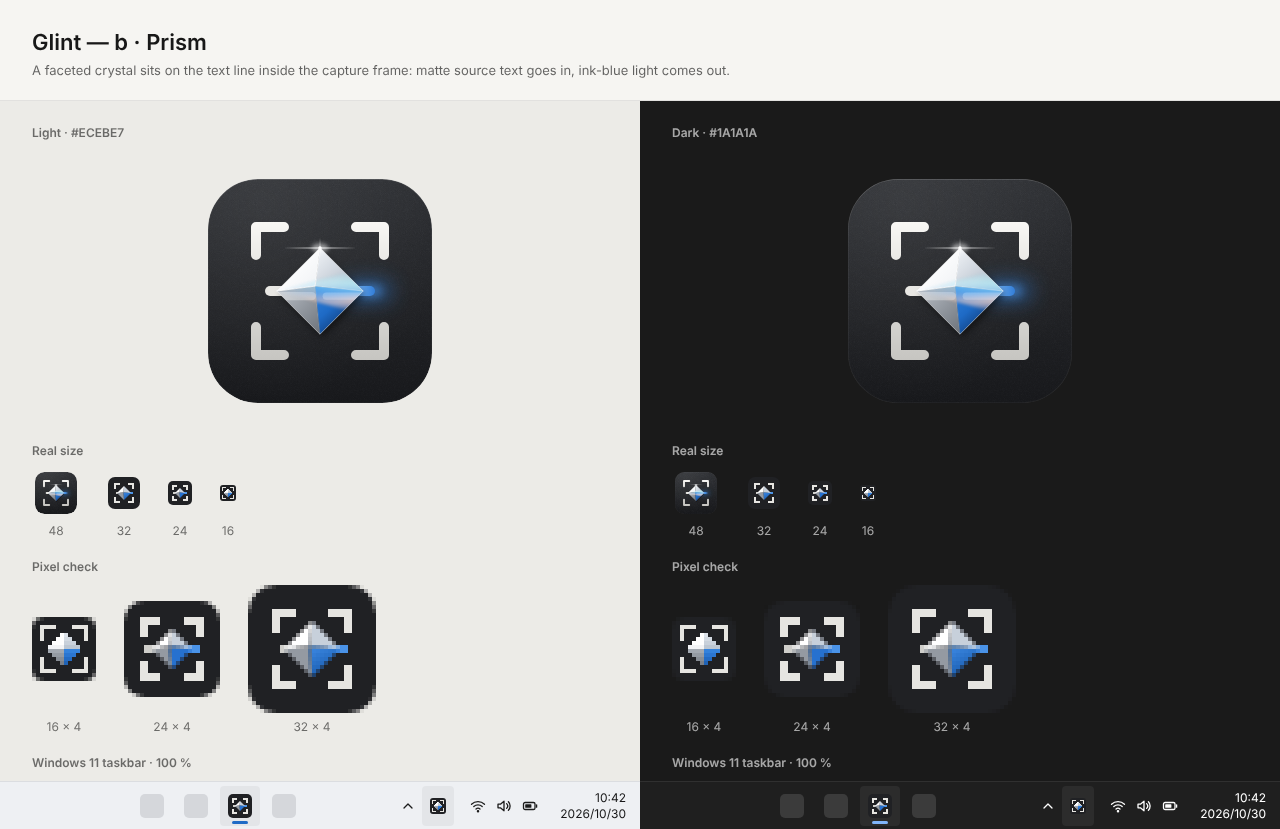 Glint — b · Prism
A faceted crystal sits on the text line inside the capture frame: matte source text goes in, ink-blue light comes out.
Light · #ECEBE7
Real size
48 32 24 16
Pixel check
16 × 4 24 × 4 32 × 4
Windows 11 taskbar · 100 %
10:42
2026/10/30
Dark · #1A1A1A
Real size
48 32 24 16
Pixel check
16 × 4 24 × 4 32 × 4
Windows 11 taskbar · 100 %
10:42
2026/10/30